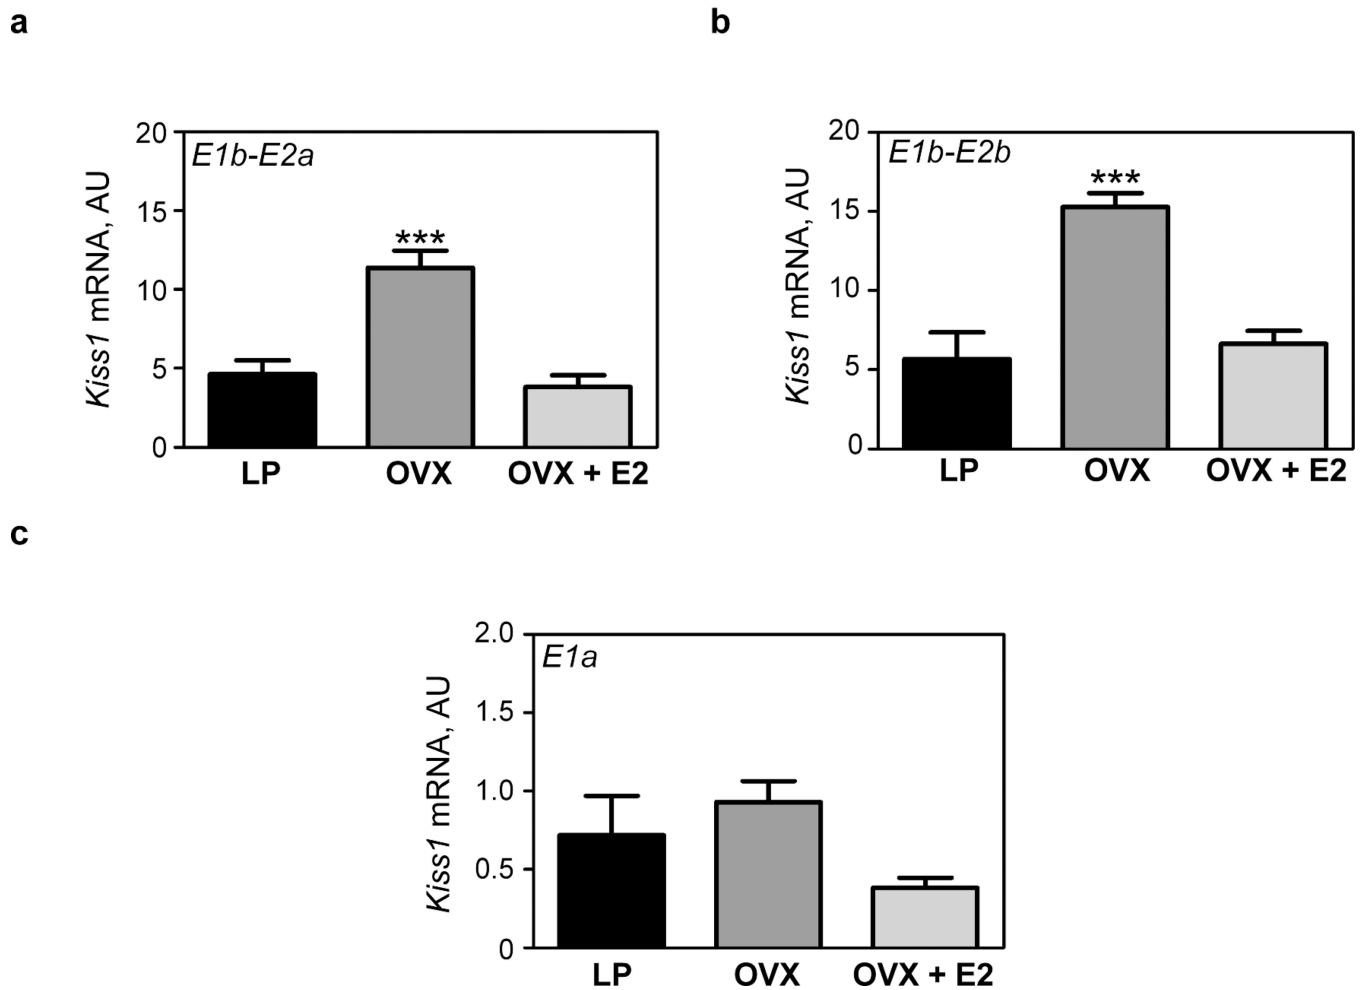 a
20
15
10
5
0
Kiss1 mRNA, AU
E1b-E2a
***
LP OVX OVX + E2
b
20
15
10
5
0
Kiss1 mRNA, AU
E1b-E2b
***
LP OVX OVX + E2
c
2.0
1.5
1.0
0.5
0
Kiss1 mRNA, AU
E1a
LP OVX OVX + E2